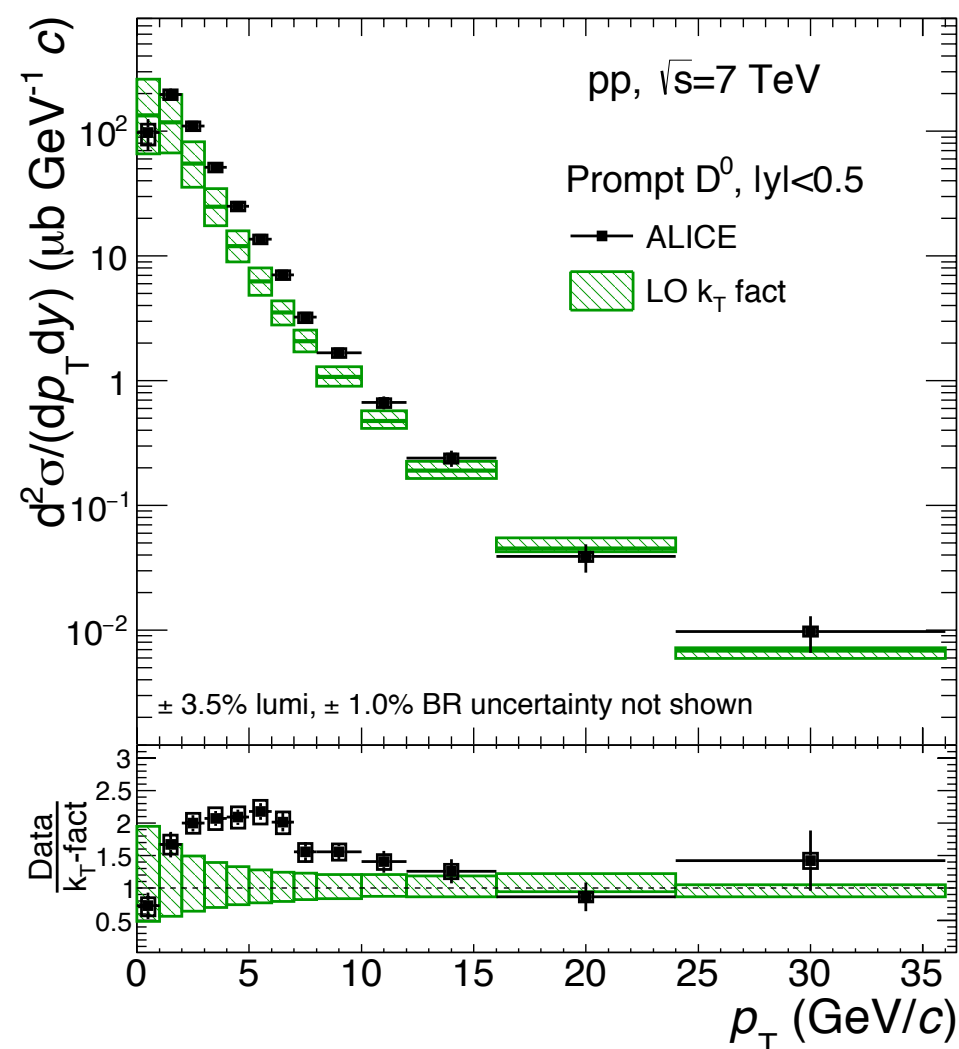 d²σ/(dp_T dy) (μb GeV⁻¹ c)
10²
10
1
10⁻¹
10⁻²
pp, √s=7 TeV
Prompt D⁰, |y|<0.5
ALICE
LO k_T fact
± 3.5% lumi, ± 1.0% BR uncertainty not shown
Data
k_T-fact
3
2.5
2
1.5
1
0.5
0 5 10 15 20 25 30 35
p_T (GeV/c)